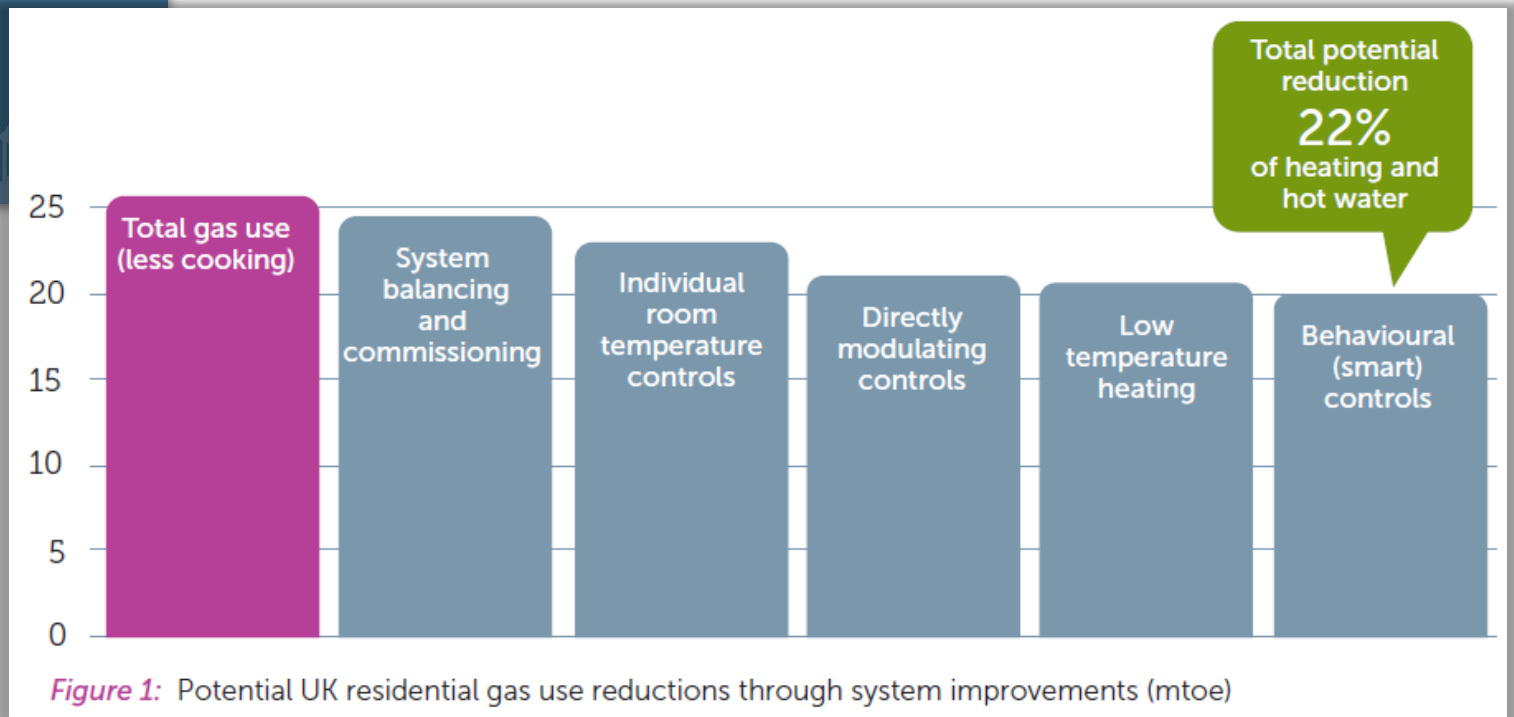 Total potential
reduction
22%
of heating and
hot water
25
20
15
10
5
0
Total gas use
(less cooking)
System
balancing
and
commissioning
Individual
room
temperature
controls
Directly
modulating
controls
Low
temperature
heating
Behavioural
(smart)
controls
Figure 1: Potential UK residential gas use reductions through system improvements (mtoe)